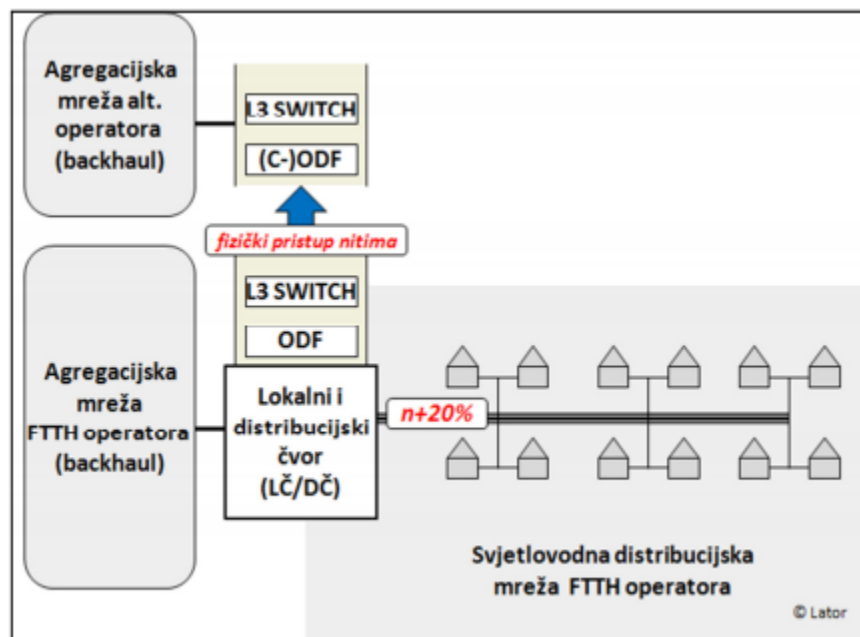 Agregacijska
mreža alt.
operatora
(backhaul)
L3 SWITCH
(C-)ODF
fizički pristup nitima
L3 SWITCH
ODF
Agregacijska
mreža
FTTH operatora
(backhaul)
Lokalni i
distribucijski
čvor
(LČ/DČ)
n+20%
Svjetlovodna distribucijska
mreža FTTH operatora
© Lator